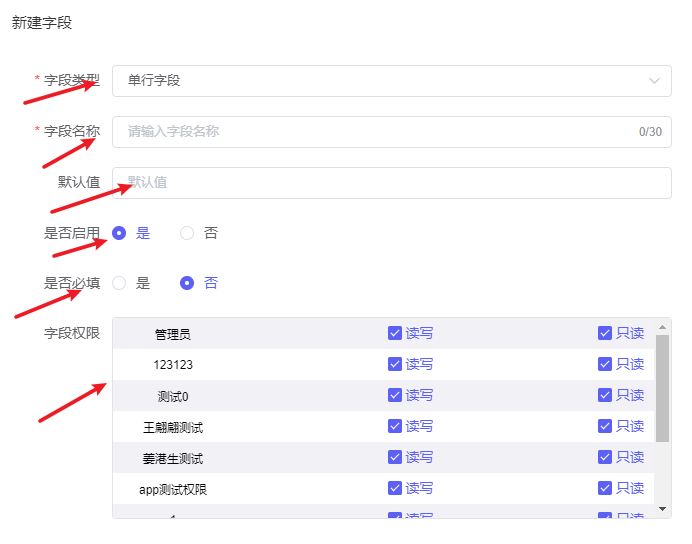 新建字段
* 字段类型 单行字段
* 字段名称 请输入字段名称 0/30
默认值 默认值
是否启用 是 否
是否必填 是 否
字段权限 管理员 读写 只读
123123 读写 只读
测试0 读写 只读
王翩翩测试 读写 只读
姜港生测试 读写 只读
app测试权限 读写 只读
1 读写 只读